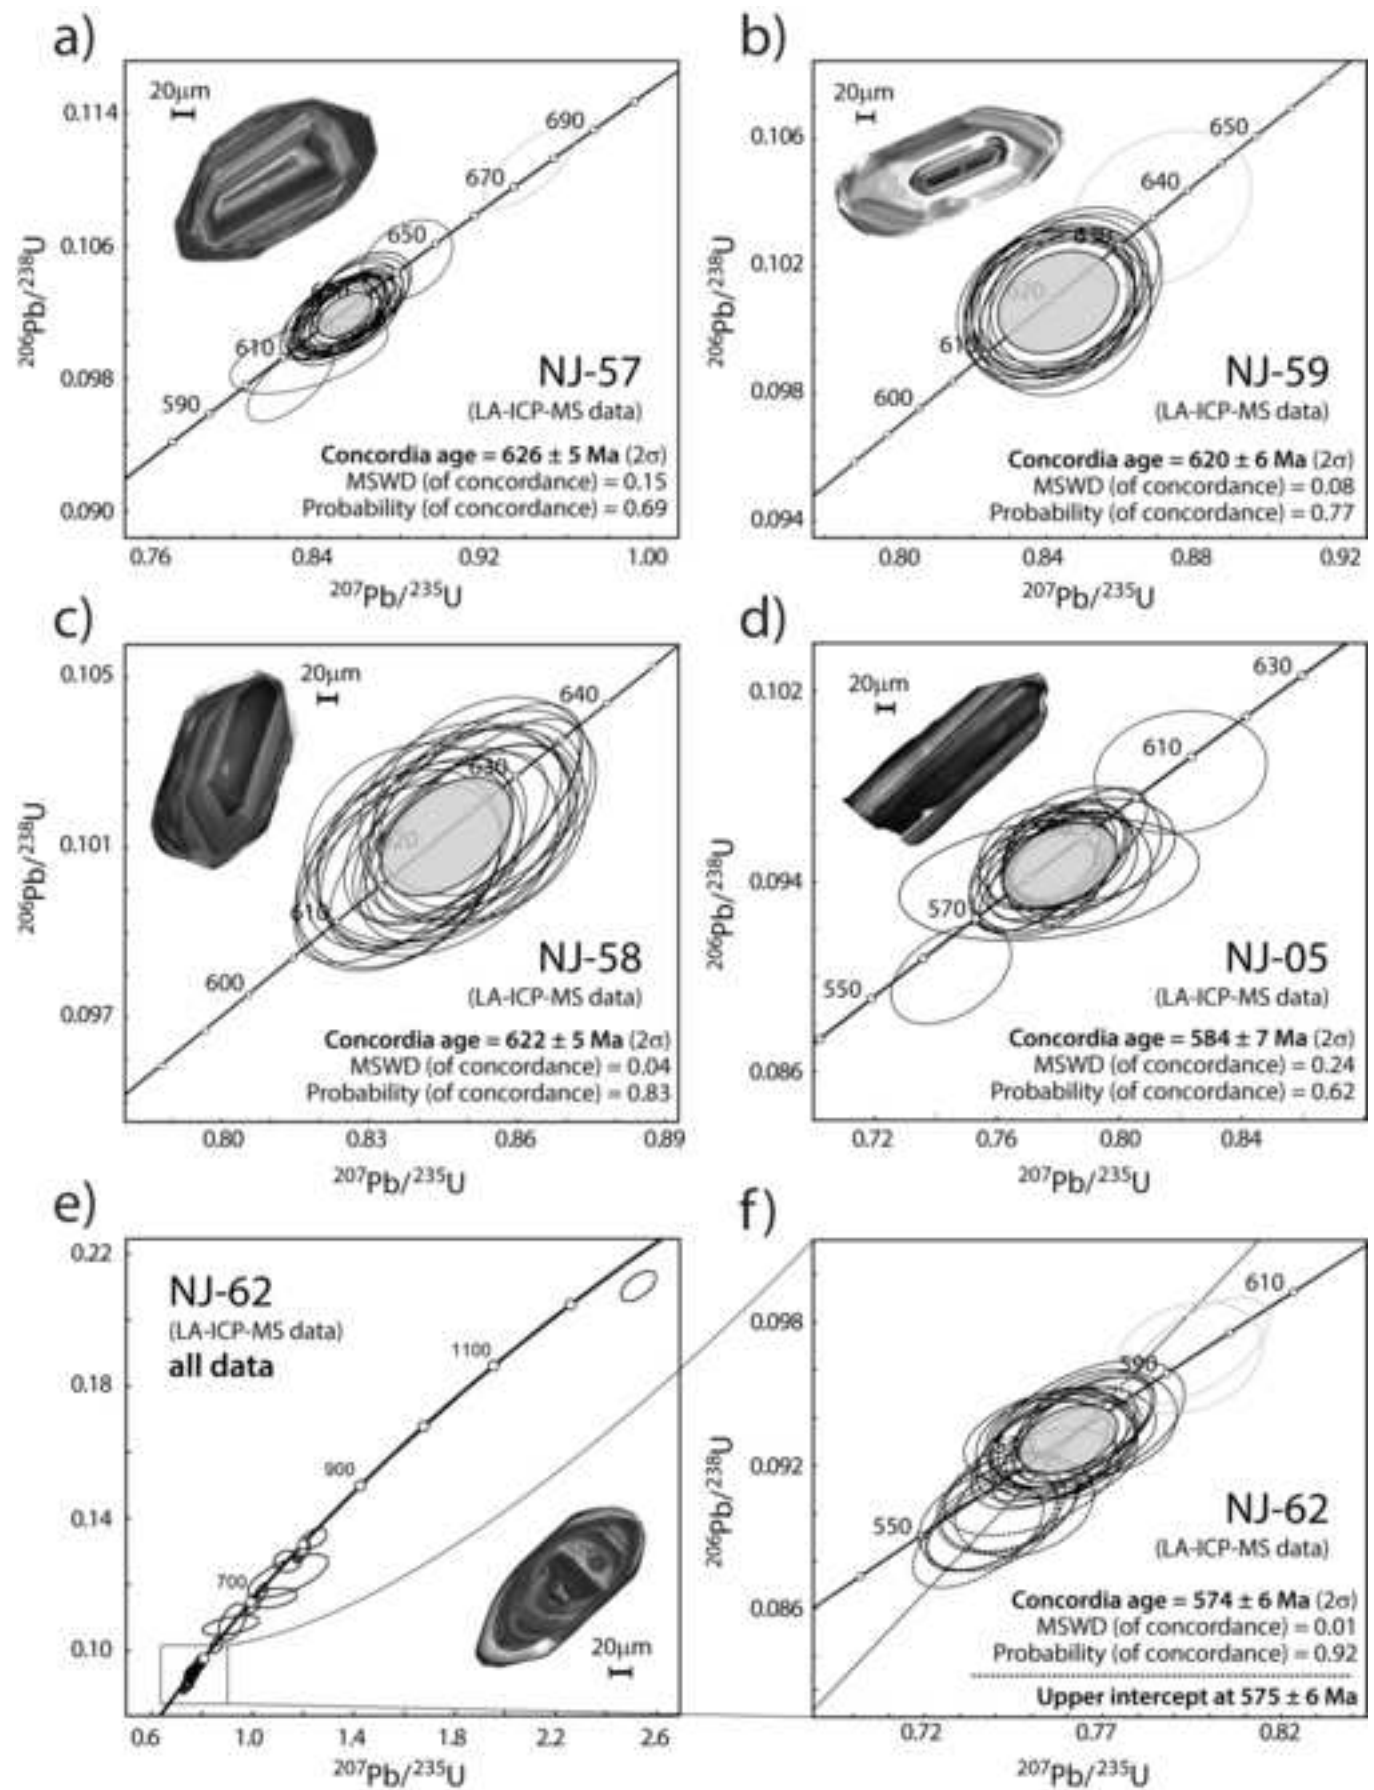 a)
20μm
690
670
650
610
590
0.114
0.106
0.098
0.090
²⁰⁶Pb/²³⁸U
NJ-57
(LA-ICP-MS data)
Concordia age = 626 ± 5 Ma (2σ)
MSWD (of concordance) = 0.15
Probability (of concordance) = 0.69
0.76
0.84
0.92
1.00
²⁰⁷Pb/²³⁵U
b)
20μm
650
640
620
610
600
0.106
0.102
0.098
0.094
²⁰⁶Pb/²³⁸U
NJ-59
(LA-ICP-MS data)
Concordia age = 620 ± 6 Ma (2σ)
MSWD (of concordance) = 0.08
Probability (of concordance) = 0.77
0.80
0.84
0.88
0.92
²⁰⁷Pb/²³⁵U
c)
20μm
640
630
620
610
600
0.105
0.101
0.097
²⁰⁶Pb/²³⁸U
NJ-58
(LA-ICP-MS data)
Concordia age = 622 ± 5 Ma (2σ)
MSWD (of concordance) = 0.04
Probability (of concordance) = 0.83
0.80
0.83
0.86
0.89
²⁰⁷Pb/²³⁵U
d)
20μm
630
610
570
550
0.102
0.094
0.086
²⁰⁶Pb/²³⁸U
NJ-05
(LA-ICP-MS data)
Concordia age = 584 ± 7 Ma (2σ)
MSWD (of concordance) = 0.24
Probability (of concordance) = 0.62
0.72
0.76
0.80
0.84
²⁰⁷Pb/²³⁵U
e)
NJ-62
(LA-ICP-MS data)
all data
1100
900
700
0.22
0.18
0.14
0.10
20μm
0.6
1.0
1.4
1.8
2.2
2.6
²⁰⁷Pb/²³⁵U
f)
610
590
550
0.098
0.092
0.086
²⁰⁶Pb/²³⁸U
NJ-62
(LA-ICP-MS data)
Concordia age = 574 ± 6 Ma (2σ)
MSWD (of concordance) = 0.01
Probability (of concordance) = 0.92
Upper intercept at 575 ± 6 Ma
0.72
0.77
0.82
²⁰⁷Pb/²³⁵U